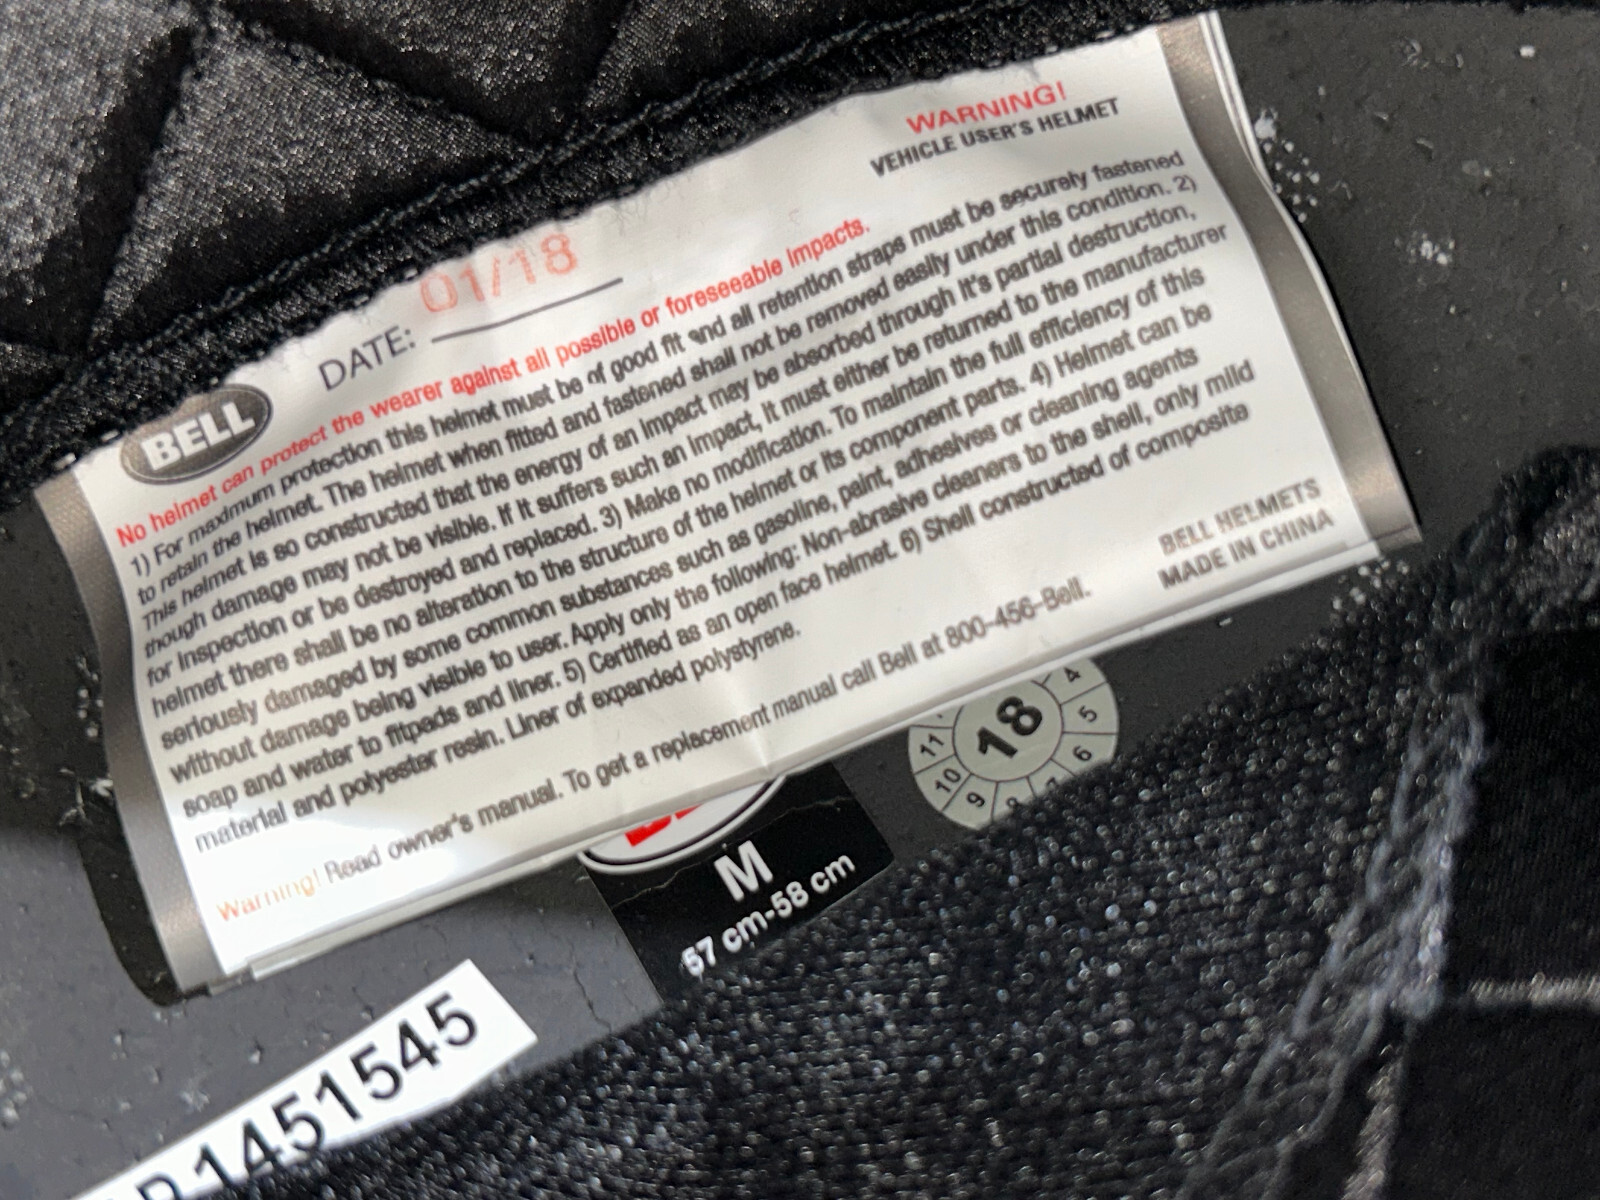 WARNING!
VEHICLE USER'S HELMET
BELL
DATE: 01/18
No helmet can protect the wearer against all possible or foreseeable impacts.
1) For maximum protection this helmet must be of good fit and all retention straps must be securely fastened
to retain the helmet. The helmet when fitted and fastened shall not be removed easily under this condition. 2)
This helmet is so constructed that the energy of an impact may be absorbed through it's partial destruction,
though damage may not be visible. If it suffers such an impact, it must either be returned to the manufacturer
for inspection or be destroyed and replaced. 3) Make no modification. To maintain the full efficiency of this
helmet there shall be no alteration to the structure of the helmet or its component parts. 4) Helmet can be
seriously damaged by some common substances such as gasoline, paint, adhesives or cleaning agents
without damage being visible to user. Apply only the following: Non-abrasive cleaners to the shell, only mild
soap and water to fitpads and liner. 5) Certified as an open face helmet. 6) Shell constructed of composite
material and polyester resin. Liner of expanded polystyrene.
BELL HELMETS
MADE IN CHINA
Warning! Read owner's manual. To get a replacement manual call Bell at 800-456-Bell.
18
4
5
6
7
8
9
10
11
M
57 cm-58 cm
1451545